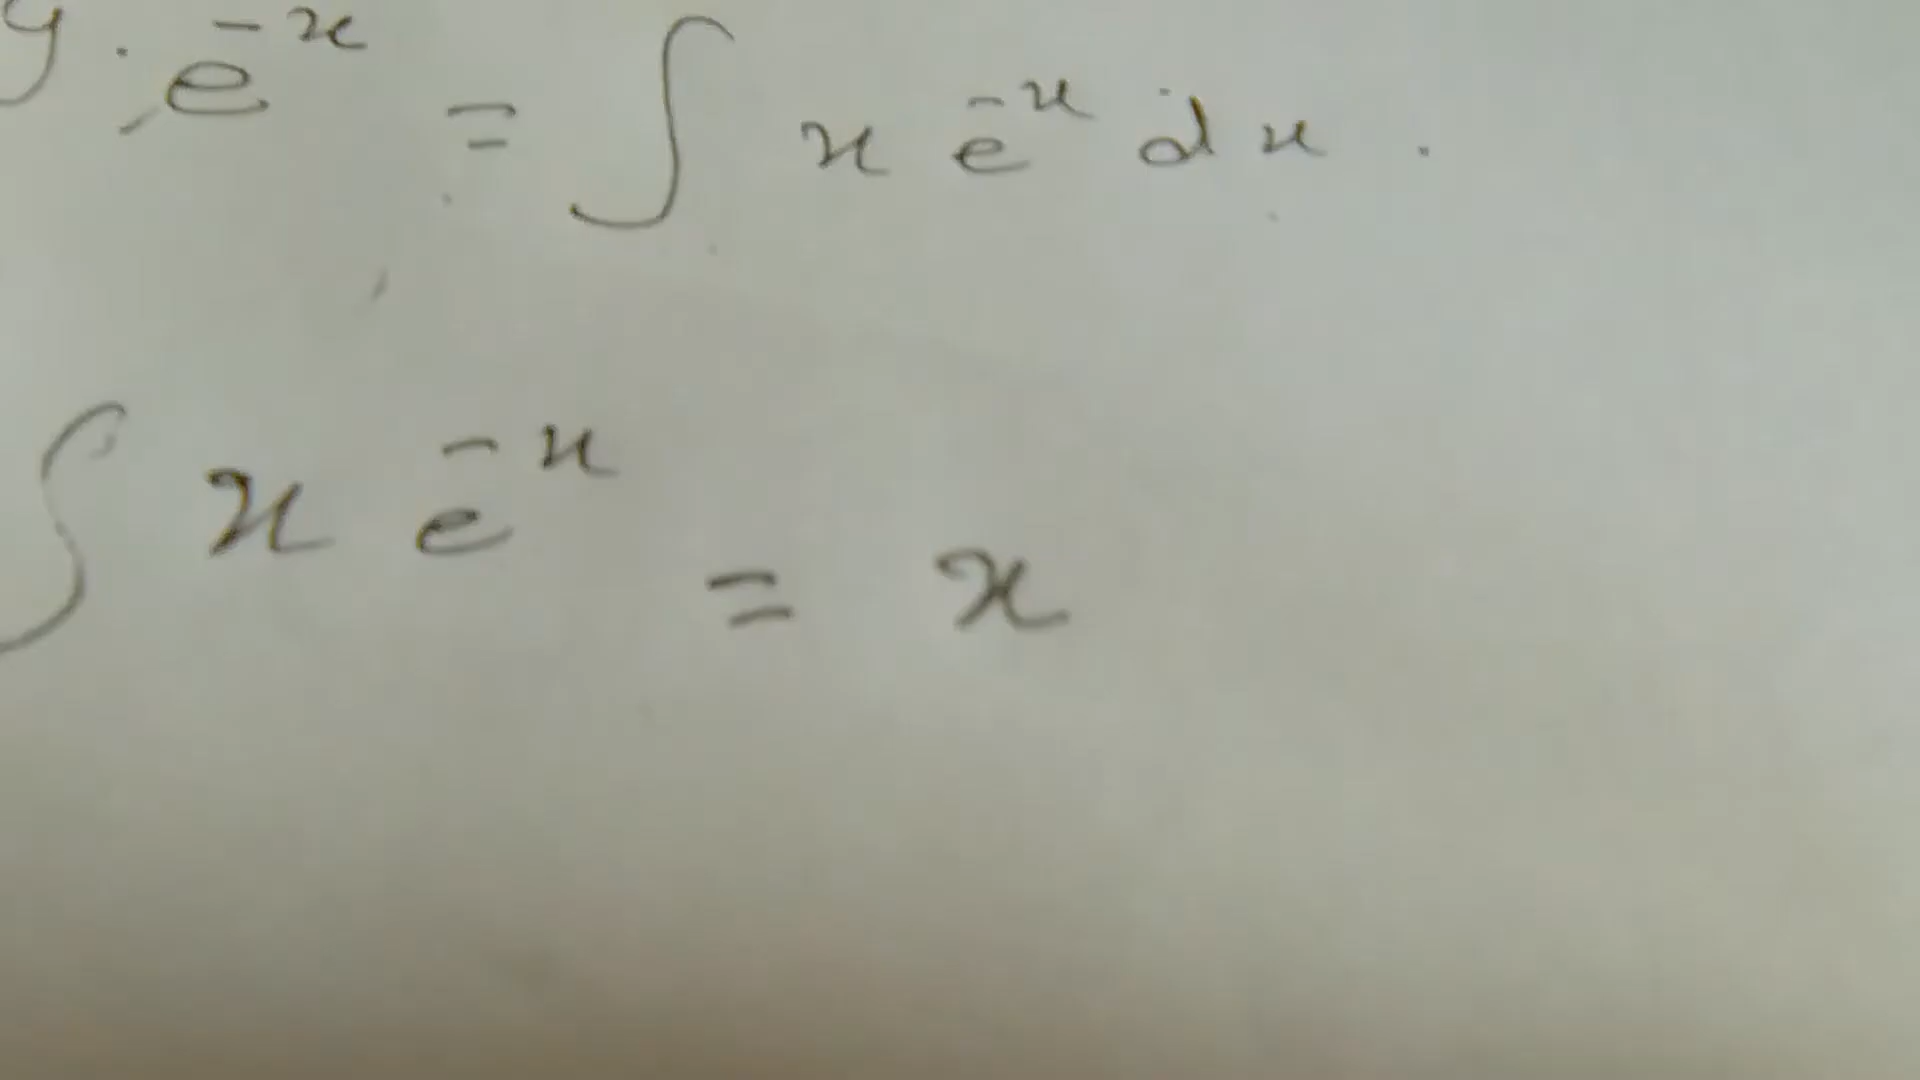 y . e^{-x} = ∫ x e^{-x} dx .
∫ x e^{-x} = x